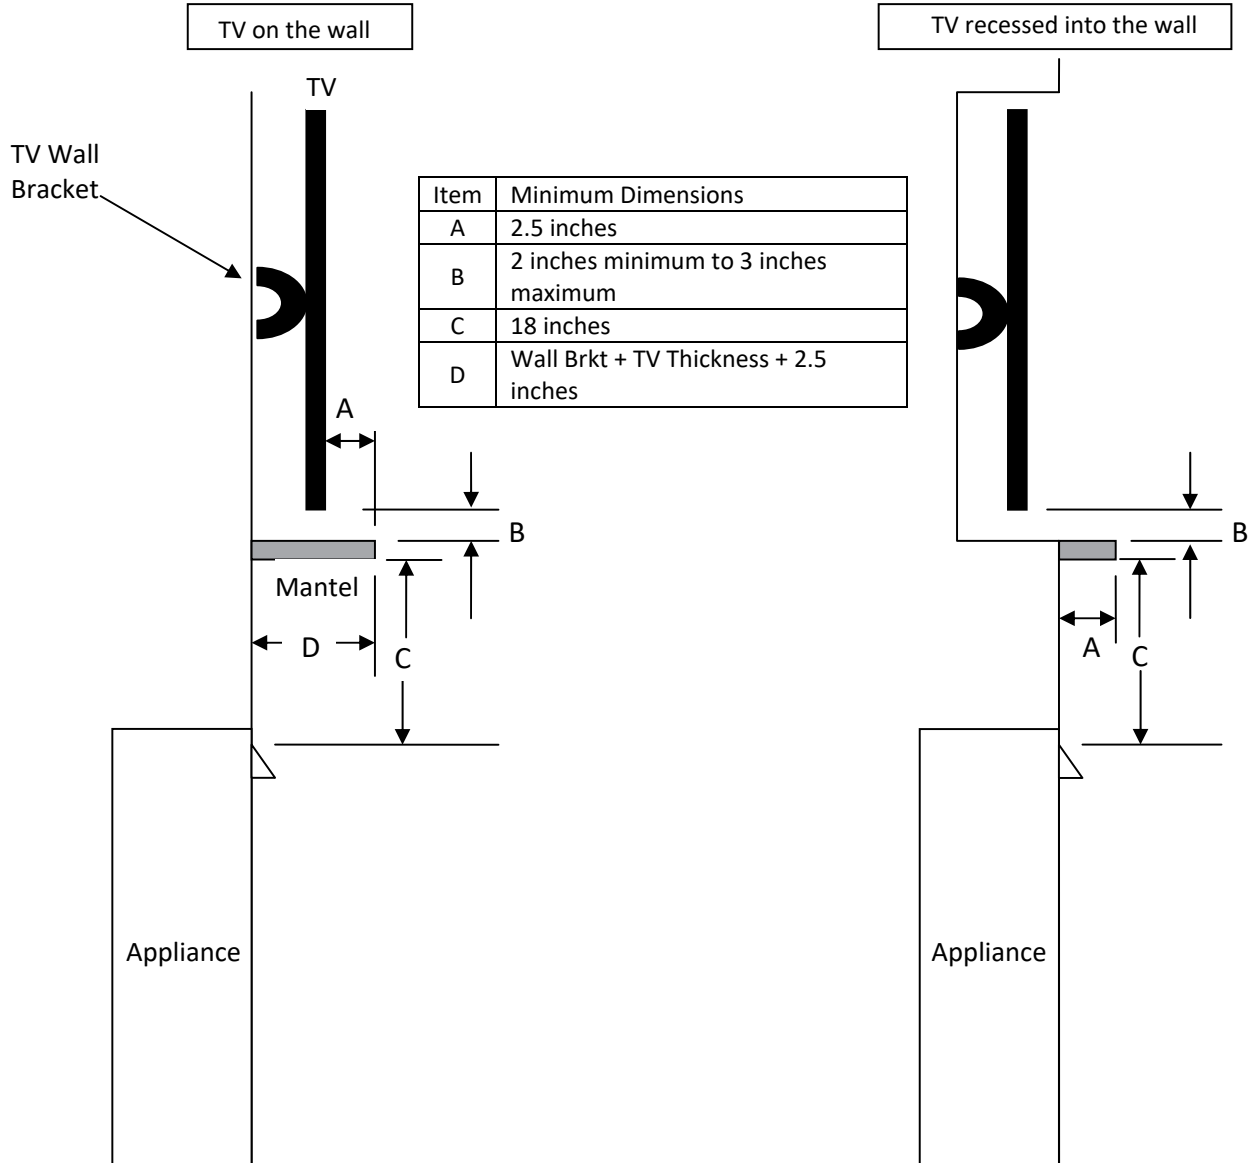 TV on the wall
TV recessed into the wall
TV
TV Wall
Bracket
Item Minimum Dimensions
A 2.5 inches
B 2 inches minimum to 3 inches
maximum
C 18 inches
D Wall Brkt + TV Thickness + 2.5
inches
A
B
Mantel
D
C
Appliance
B
A
C
Appliance